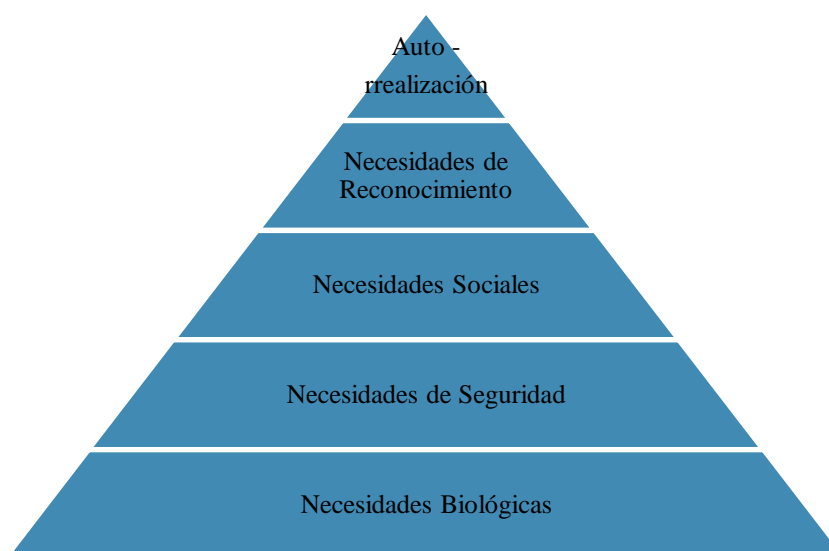 Auto -
rrealización
Necesidades de
Reconocimiento
Necesidades Sociales
Necesidades de Seguridad
Necesidades Biológicas